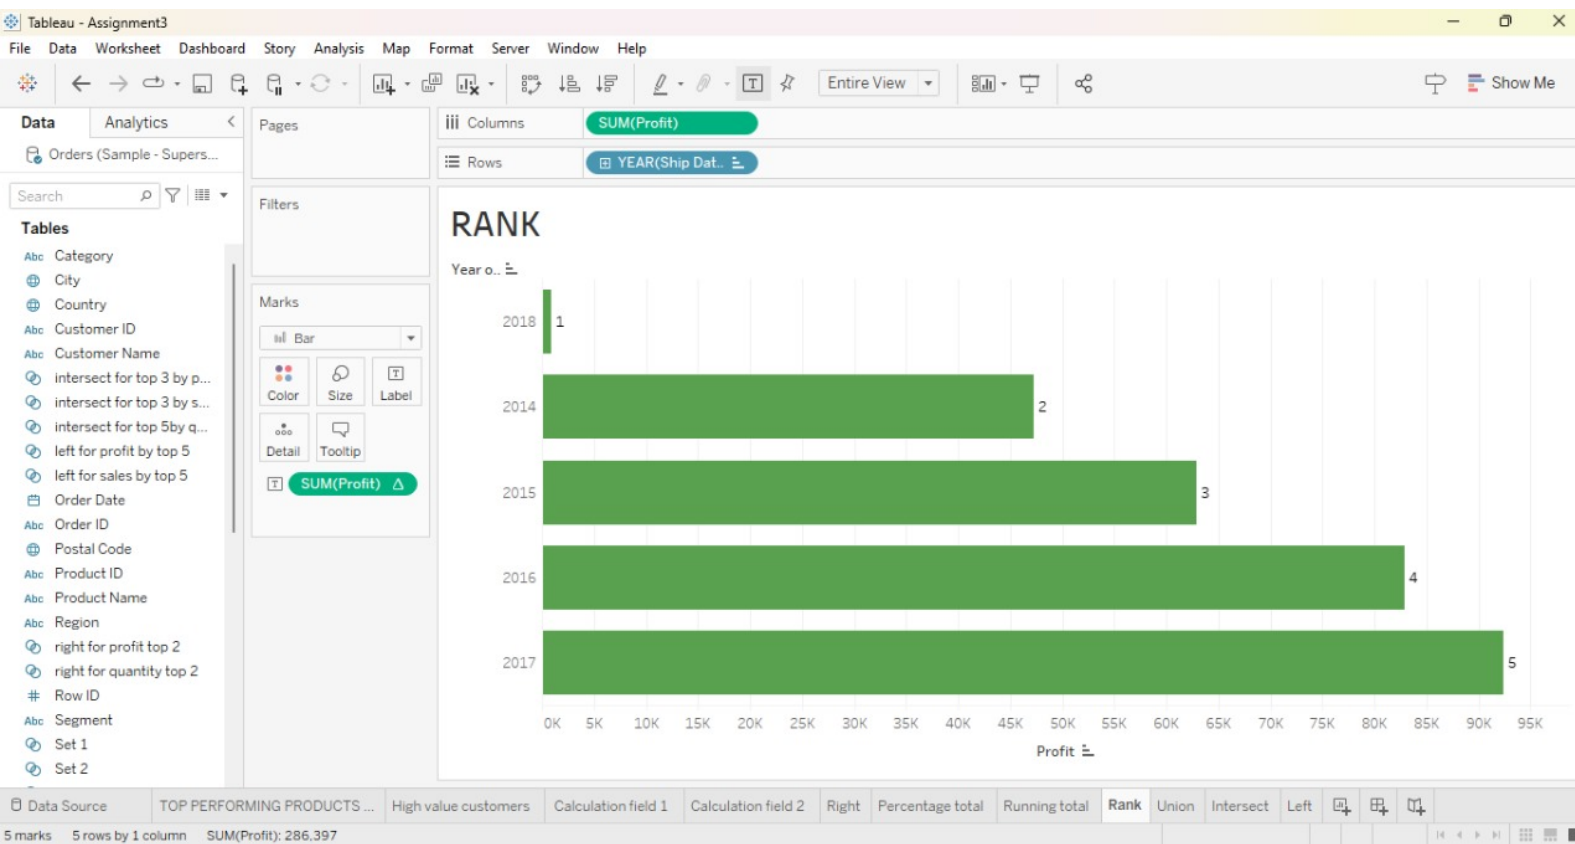 Tableau - Assignment3
File Data Worksheet Dashboard Story Analysis Map Format Server Window Help
Entire View
Show Me
Data Analytics
Orders (Sample - Supers...
Search
Tables
Abc Category
City
Country
Abc Customer ID
Abc Customer Name
intersect for top 3 by p...
intersect for top 3 by s...
intersect for top 5by q...
left for profit by top 5
left for sales by top 5
Order Date
Abc Order ID
Postal Code
Abc Product ID
Abc Product Name
Abc Region
right for profit top 2
right for quantity top 2
# Row ID
Abc Segment
Set 1
Set 2
Pages
Filters
Marks
Bar
Color Size Label
Detail Tooltip
T SUM(Profit) Δ
Columns SUM(Profit)
Rows YEAR(Ship Dat..
RANK
Year o..
2018 1
2014 2
2015 3
2016 4
2017 5
0K 5K 10K 15K 20K 25K 30K 35K 40K 45K 50K 55K 60K 65K 70K 75K 80K 85K 90K 95K
Profit
Data Source TOP PERFORMING PRODUCTS ... High value customers Calculation field 1 Calculation field 2 Right Percentage total Running total Rank Union Intersect Left
5 marks 5 rows by 1 column SUM(Profit): 286,397